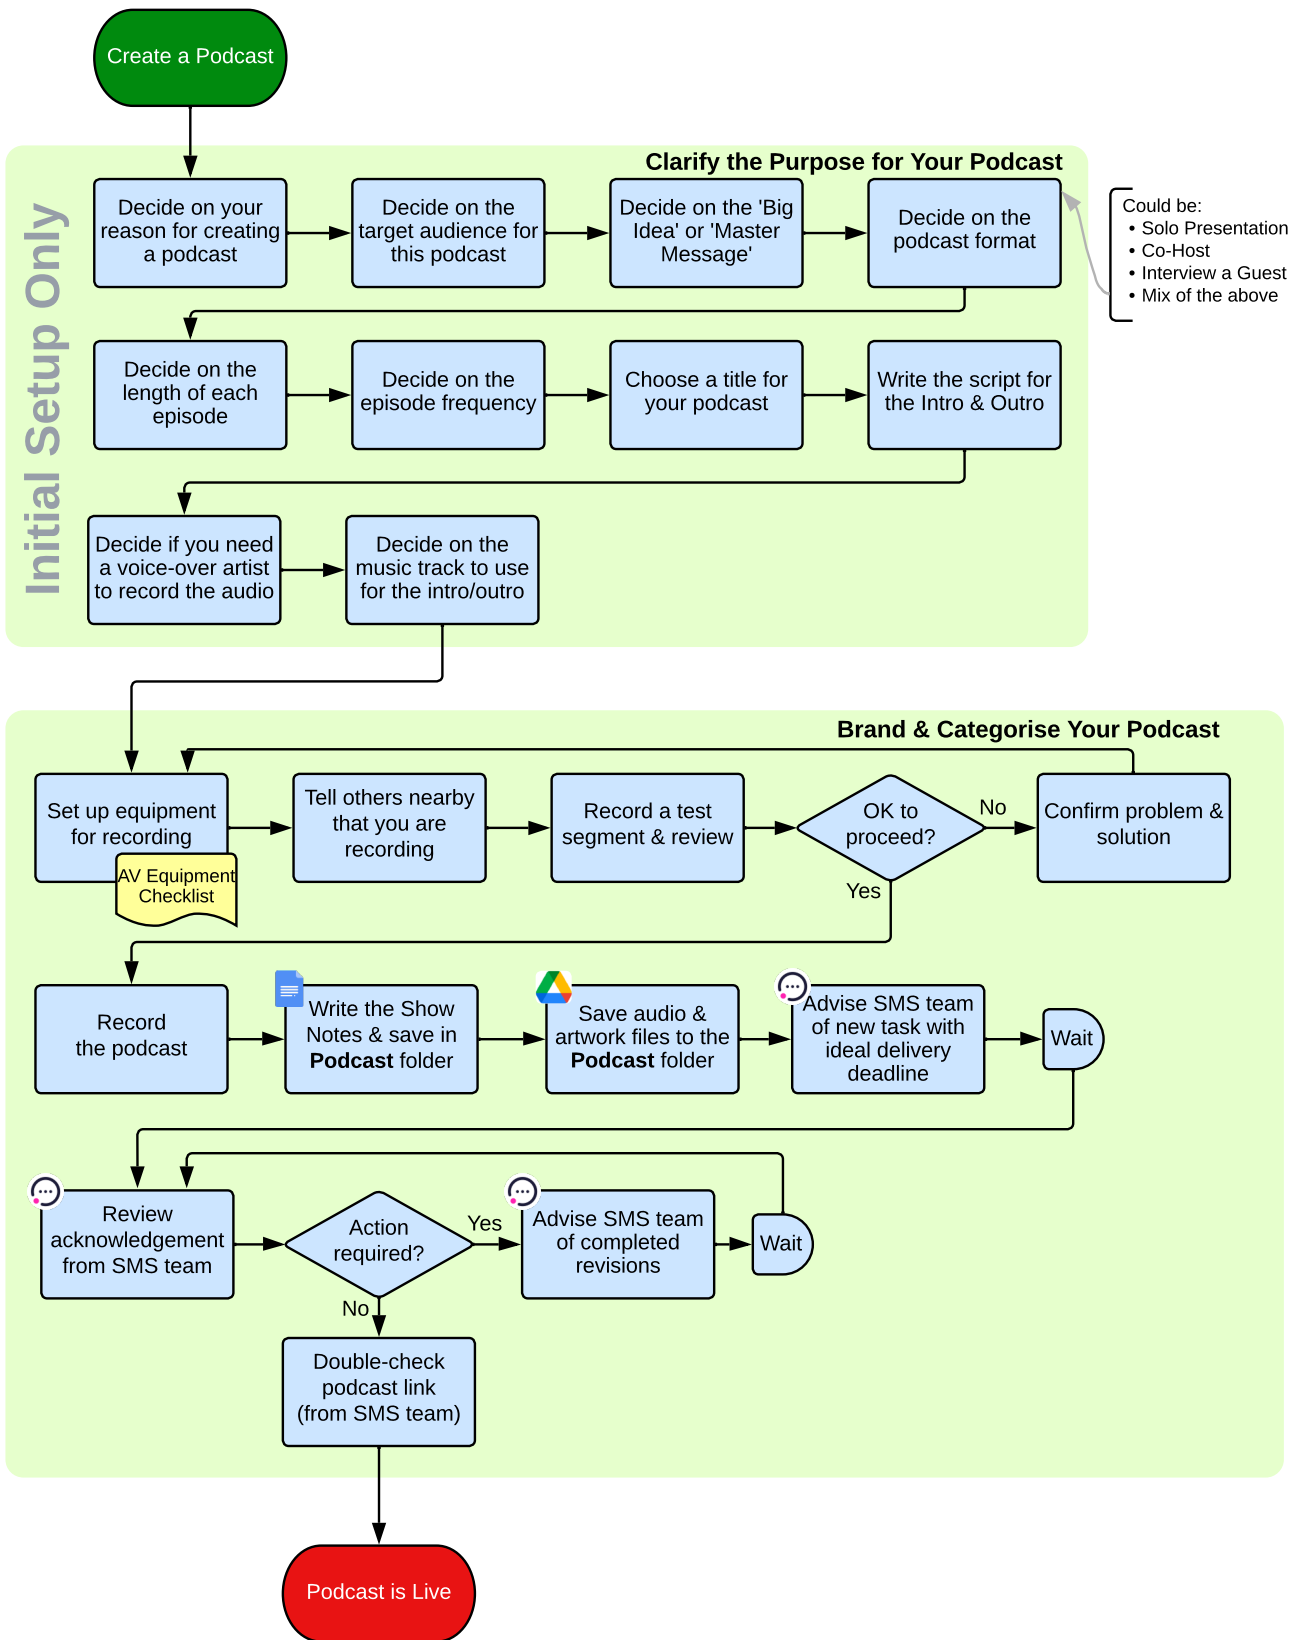 Create a Podcast
Clarify the Purpose for Your Podcast
Initial Setup Only
Decide on your
reason for creating
a podcast
Decide on the
target audience for
this podcast
Decide on the 'Big
Idea' or 'Master
Message'
Decide on the
podcast format
Could be:
• Solo Presentation
• Co-Host
• Interview a Guest
• Mix of the above
Decide on the
length of each
episode
Decide on the
episode frequency
Choose a title for
your podcast
Write the script for
the Intro & Outro
Decide if you need
a voice-over artist
to record the audio
Decide on the
music track to use
for the intro/outro
Brand & Categorise Your Podcast
Set up equipment
for recording
AV Equipment
Checklist
Tell others nearby
that you are
recording
Record a test
segment & review
OK to
proceed?
No
Confirm problem &
solution
Yes
Record
the podcast
Write the Show
Notes & save in
Podcast folder
Save audio &
artwork files to the
Podcast folder
Advise SMS team
of new task with
ideal delivery
deadline
Wait
Review
acknowledgement
from SMS team
Action
required?
Yes
Advise SMS team
of completed
revisions
Wait
No
Double-check
podcast link
(from SMS team)
Podcast is Live